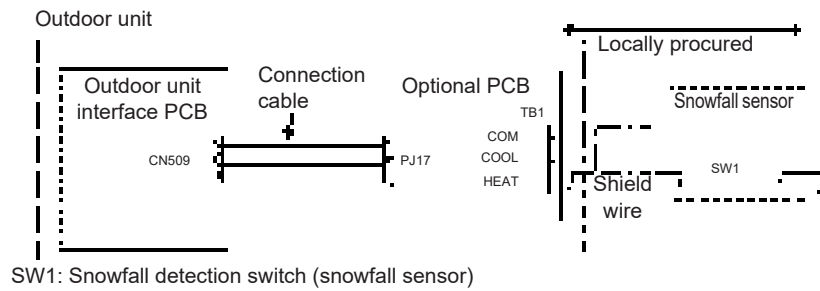 Outdoor unit
Locally procured
Outdoor unit
interface PCB
Connection
cable
Optional PCB
Snowfall sensor
TB1
COM
COOL
HEAT
CN509
PJ17
SW1
Shield
wire
SW1: Snowfall detection switch (snowfall sensor)